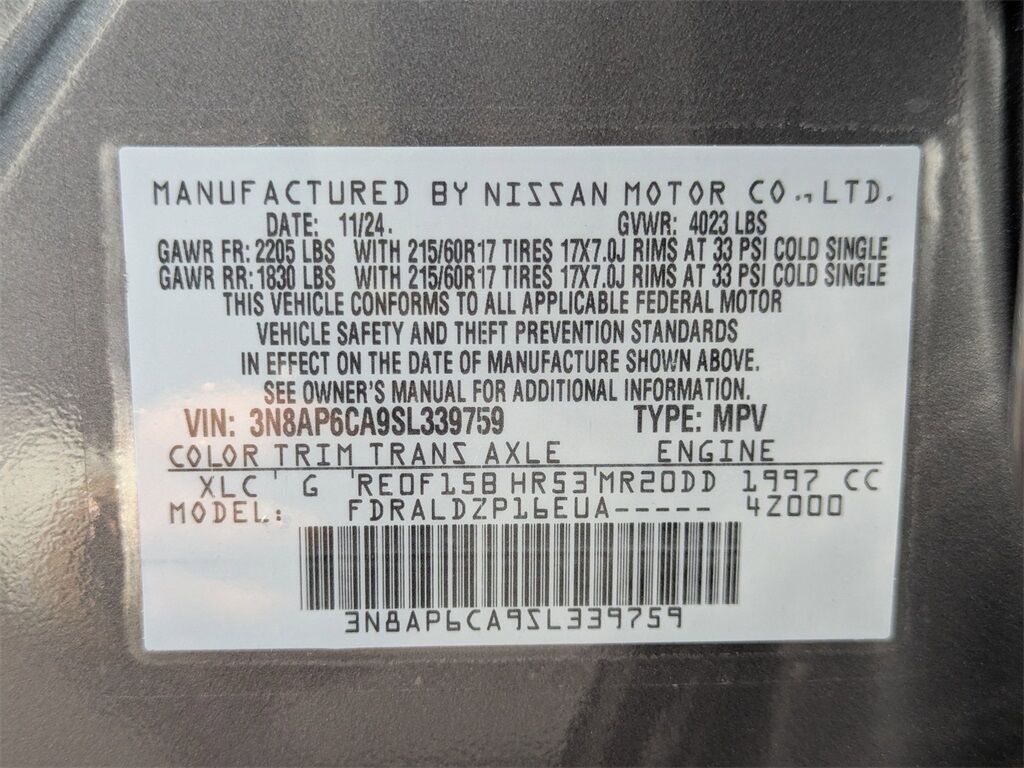 MANUFACTURED BY NISSAN MOTOR CO., LTD.
DATE: 11/24. GVWR: 4023 LBS
GAWR FR: 2205 LBS WITH 215/60R17 TIRES 17X7.0J RIMS AT 33 PSI COLD SINGLE
GAWR RR: 1830 LBS WITH 215/60R17 TIRES 17X7.0J RIMS AT 33 PSI COLD SINGLE
THIS VEHICLE CONFORMS TO ALL APPLICABLE FEDERAL MOTOR
VEHICLE SAFETY AND THEFT PREVENTION STANDARDS
IN EFFECT ON THE DATE OF MANUFACTURE SHOWN ABOVE.
SEE OWNER'S MANUAL FOR ADDITIONAL INFORMATION.
VIN: 3N8AP6CA9SL339759 TYPE: MPV
COLOR TRIM TRANS AXLE ENGINE
XLC G RE0F15B HR53 MR20DD 1997 CC
MODEL: FDRALDZP16EUA----- 4Z000
3N8AP6CA9SL339759